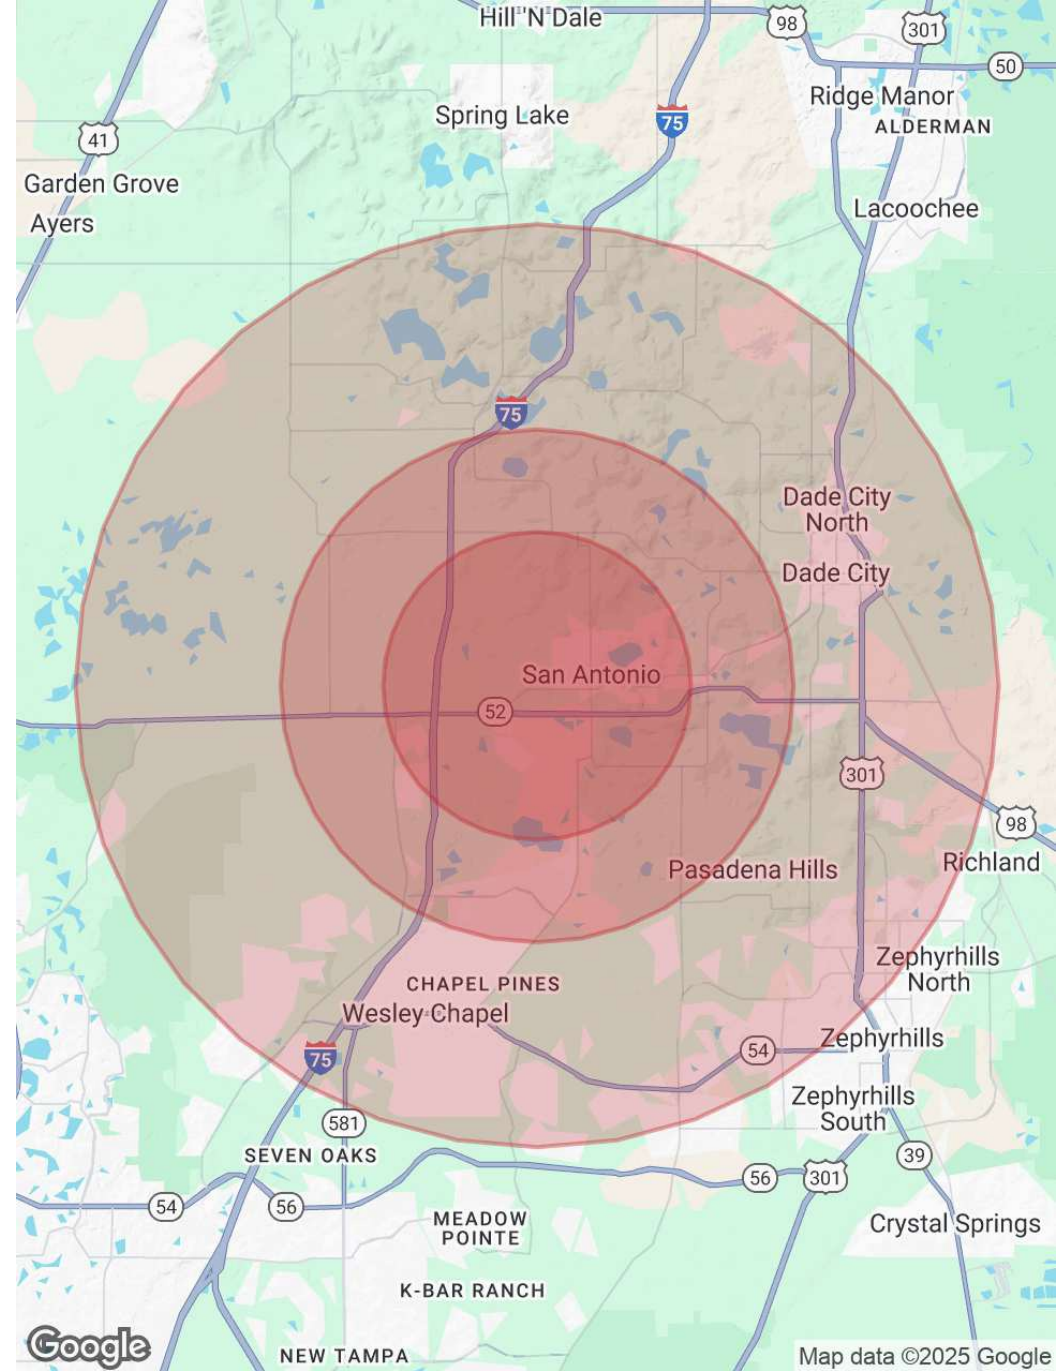 Hill 'N Dale
98
301
50
Spring Lake
75
Ridge Manor
ALDERMAN
41
Garden Grove
Ayers
Lacoochee
75
Dade City
North
Dade City
San Antonio
52
301
98
Richland
Pasadena Hills
Zephyrhills
North
CHAPEL PINES
Wesley Chapel
75
54
Zephyrhills
Zephyrhills
South
581
SEVEN OAKS
39
54
56
56
301
MEADOW
POINTE
Crystal Springs
K-BAR RANCH
Google
NEW TAMPA
Map data ©2025 Google